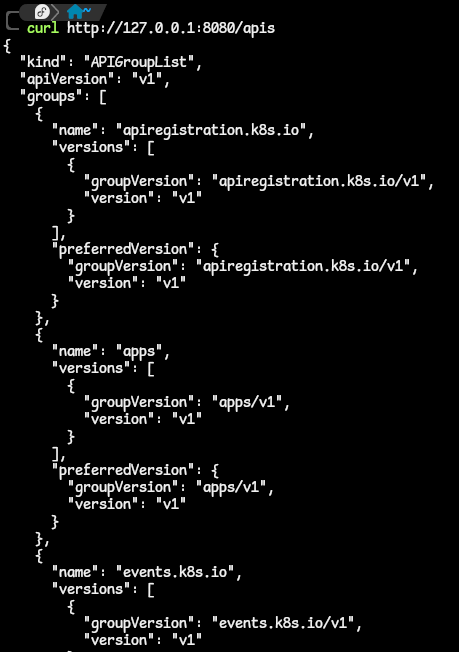 ~
curl http://127.0.0.1:8080/apis
{
  "kind": "APIGroupList",
  "apiVersion": "v1",
  "groups": [
    {
      "name": "apiregistration.k8s.io",
      "versions": [
        {
          "groupVersion": "apiregistration.k8s.io/v1",
          "version": "v1"
        }
      ],
      "preferredVersion": {
        "groupVersion": "apiregistration.k8s.io/v1",
        "version": "v1"
      }
    },
    {
      "name": "apps",
      "versions": [
        {
          "groupVersion": "apps/v1",
          "version": "v1"
        }
      ],
      "preferredVersion": {
        "groupVersion": "apps/v1",
        "version": "v1"
      }
    },
    {
      "name": "events.k8s.io",
      "versions": [
        {
          "groupVersion": "events.k8s.io/v1",
          "version": "v1"
        }